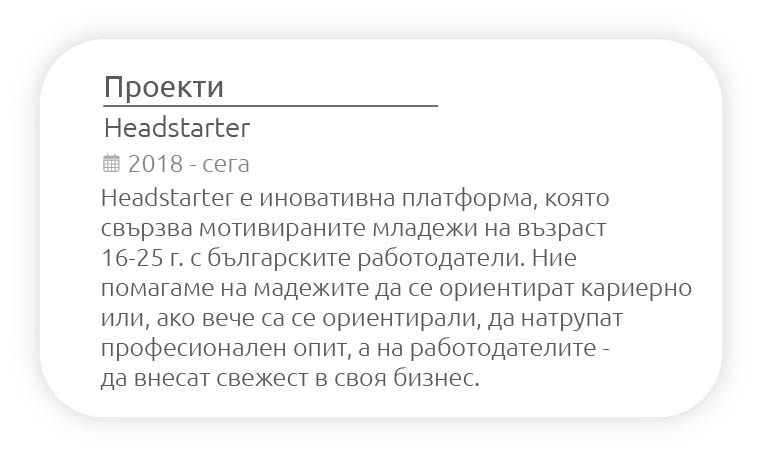 Проекти
Headstarter
2018 - сега
Headstarter е иновативна платформа, която
свързва мотивираните младежи на възраст
16-25 г. с българските работодатели. Ние
помагаме на мадежите да се ориентират кариерно
или, ако вече са се ориентирали, да натрупат
професионален опит, а на работодателите -
да внесат свежест в своя бизнес.